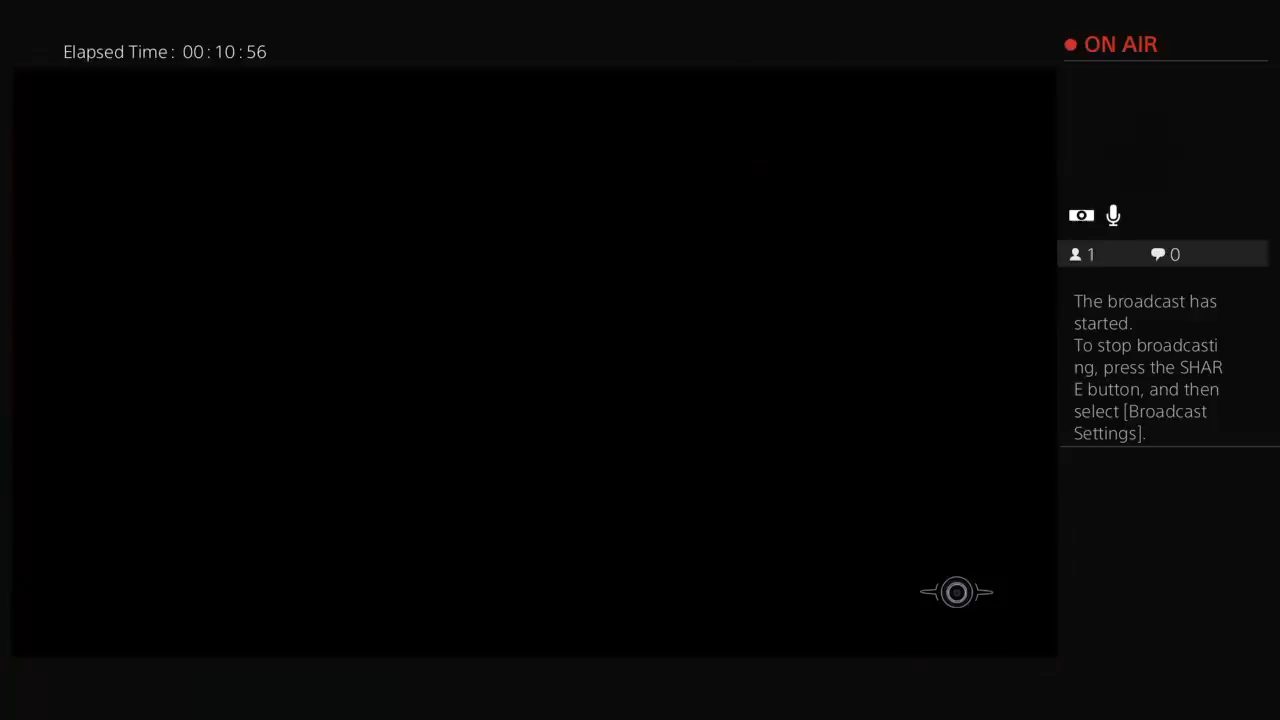 Elapsed Time: 00:10:56
ON AIR
1 0
The broadcast has
started.
To stop broadcasti
ng, press the SHAR
E button, and then
select [Broadcast
Settings].